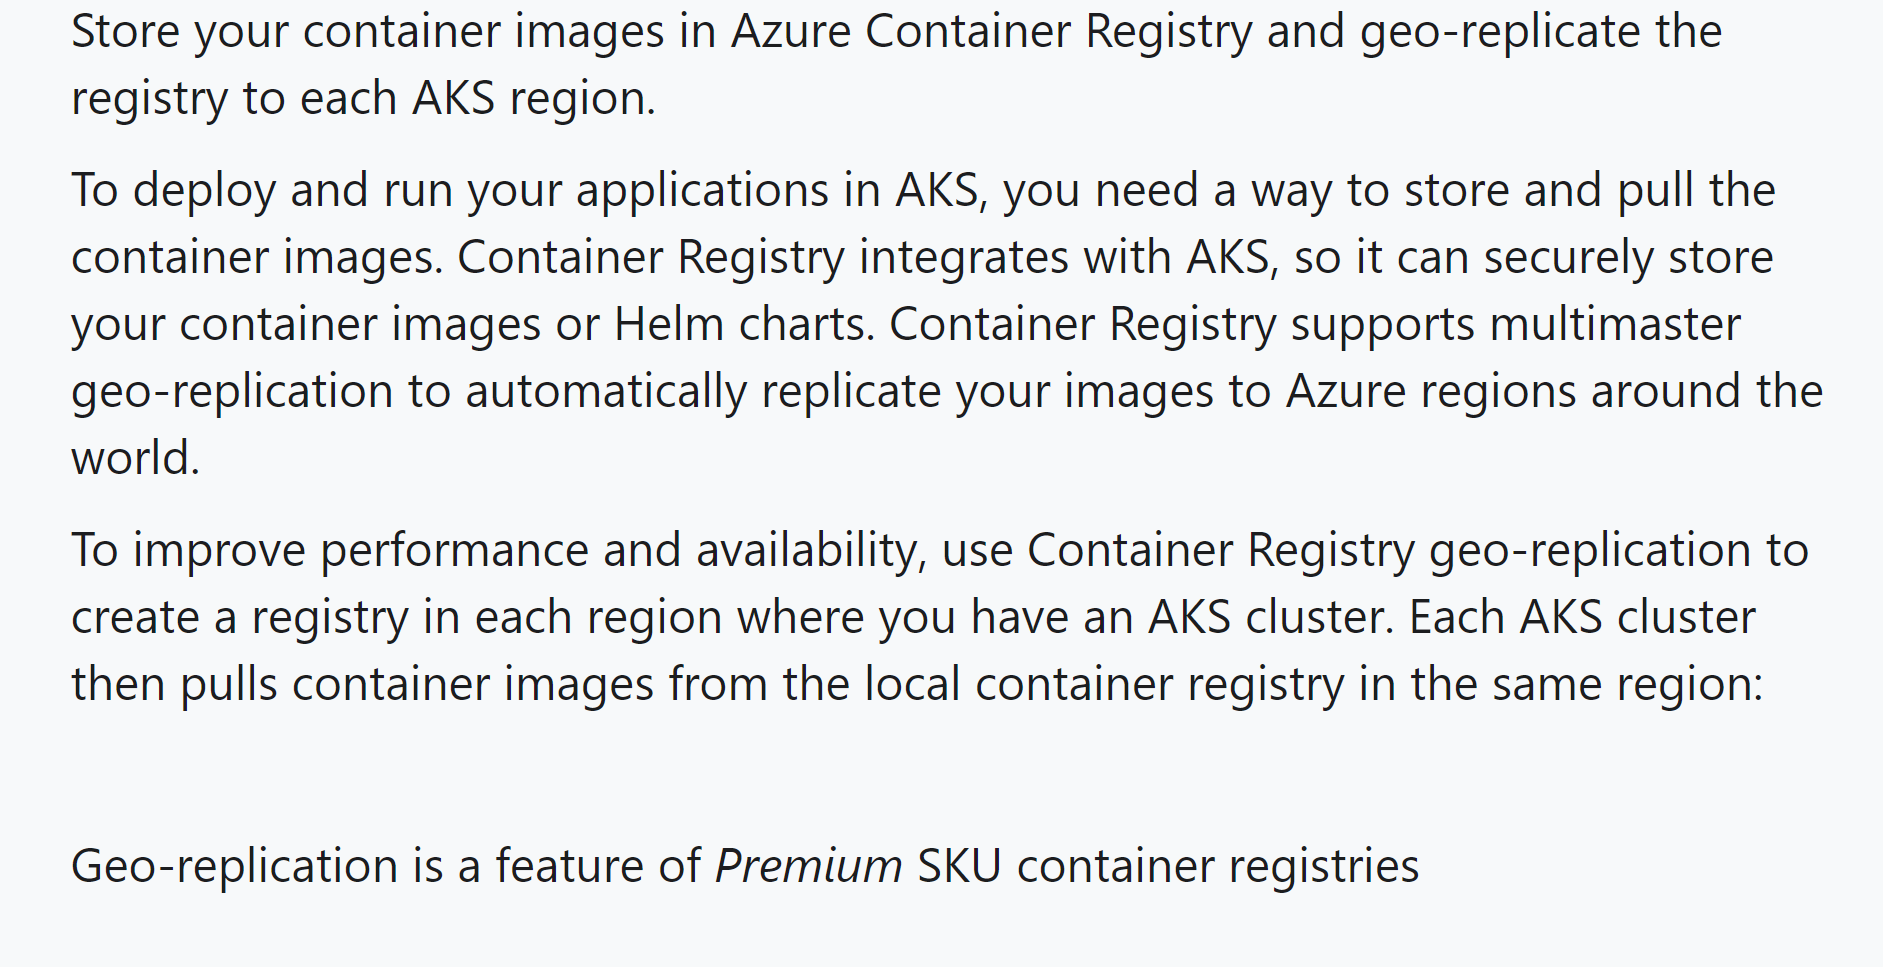 Store your container images in Azure Container Registry and geo-replicate the
registry to each AKS region.
To deploy and run your applications in AKS, you need a way to store and pull the
container images. Container Registry integrates with AKS, so it can securely store
your container images or Helm charts. Container Registry supports multimaster
geo-replication to automatically replicate your images to Azure regions around the
world.
To improve performance and availability, use Container Registry geo-replication to
create a registry in each region where you have an AKS cluster. Each AKS cluster
then pulls container images from the local container registry in the same region:
Geo-replication is a feature of Premium SKU container registries